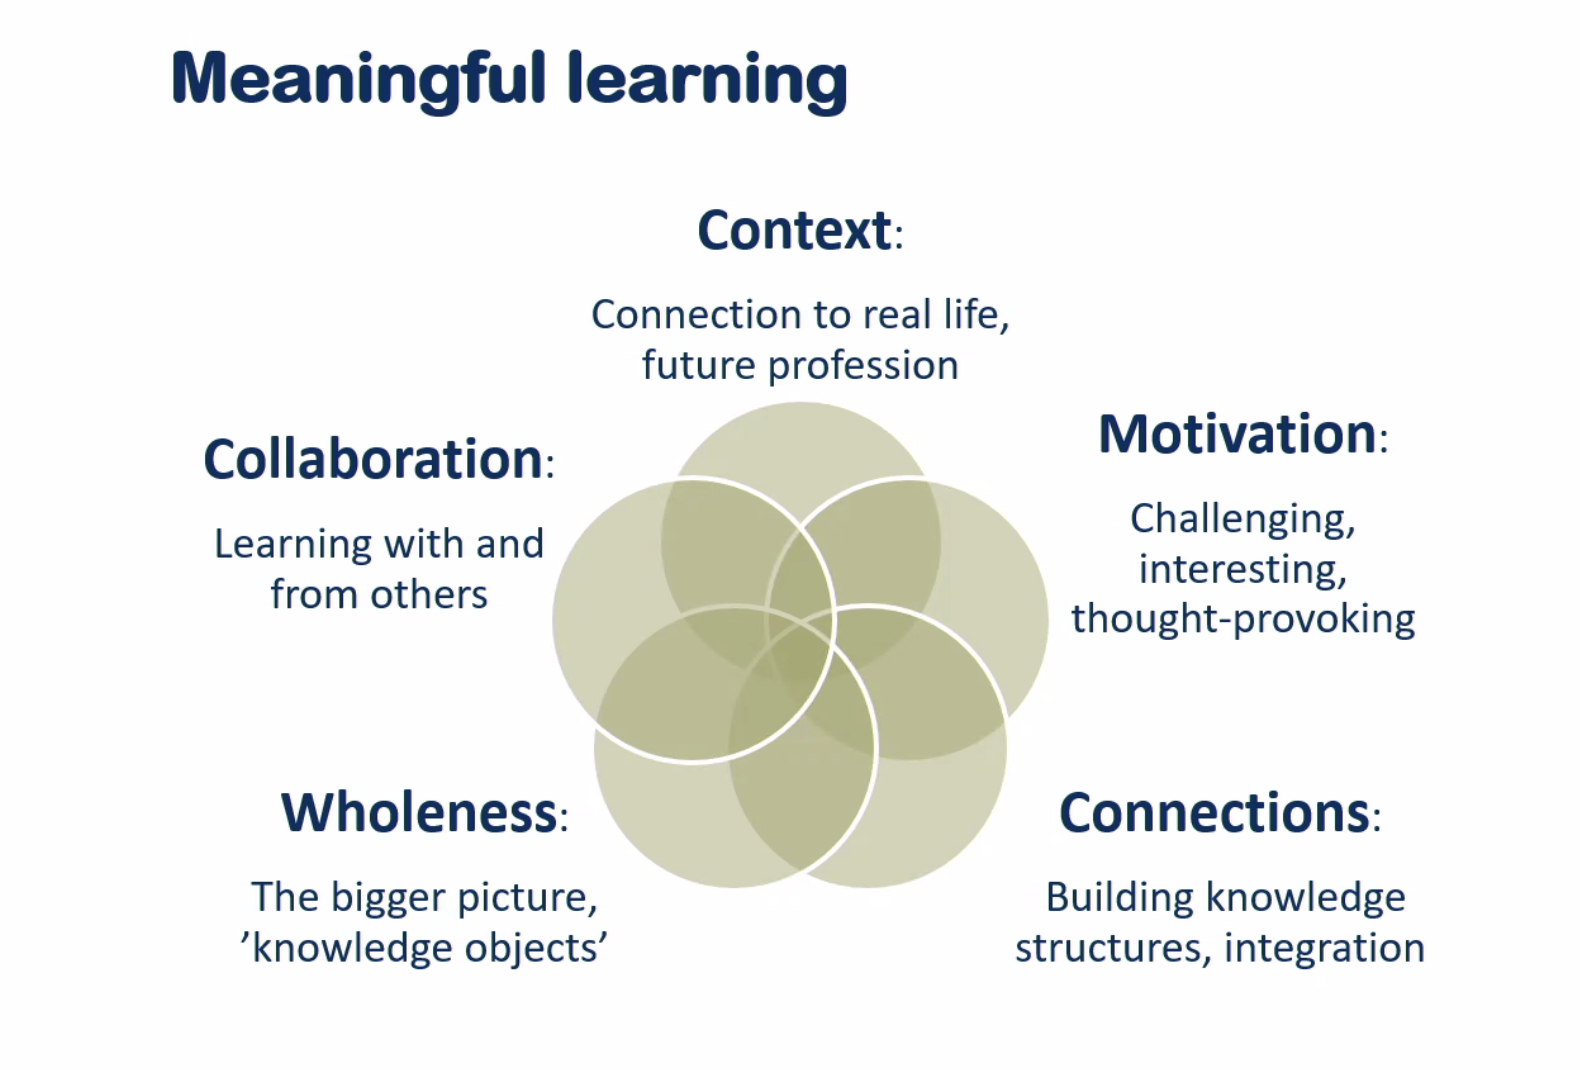 Meaningful learning
Context:
Connection to real life,
future profession
Motivation:
Challenging,
interesting,
thought-provoking
Connections:
Building knowledge
structures, integration
Wholeness:
The bigger picture,
’knowledge objects’
Collaboration:
Learning with and
from others